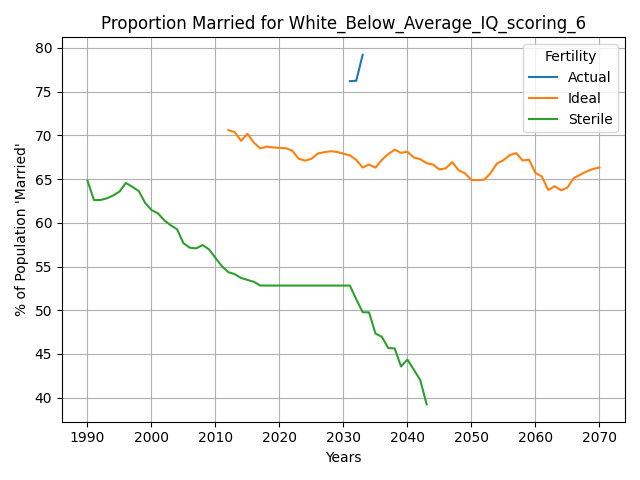 Proportion Married for White_Below_Average_IQ_scoring_6
% of Population 'Married'
80
75
70
65
60
55
50
45
40
Fertility
Actual
Ideal
Sterile
1990 2000 2010 2020 2030 2040 2050 2060 2070
Years